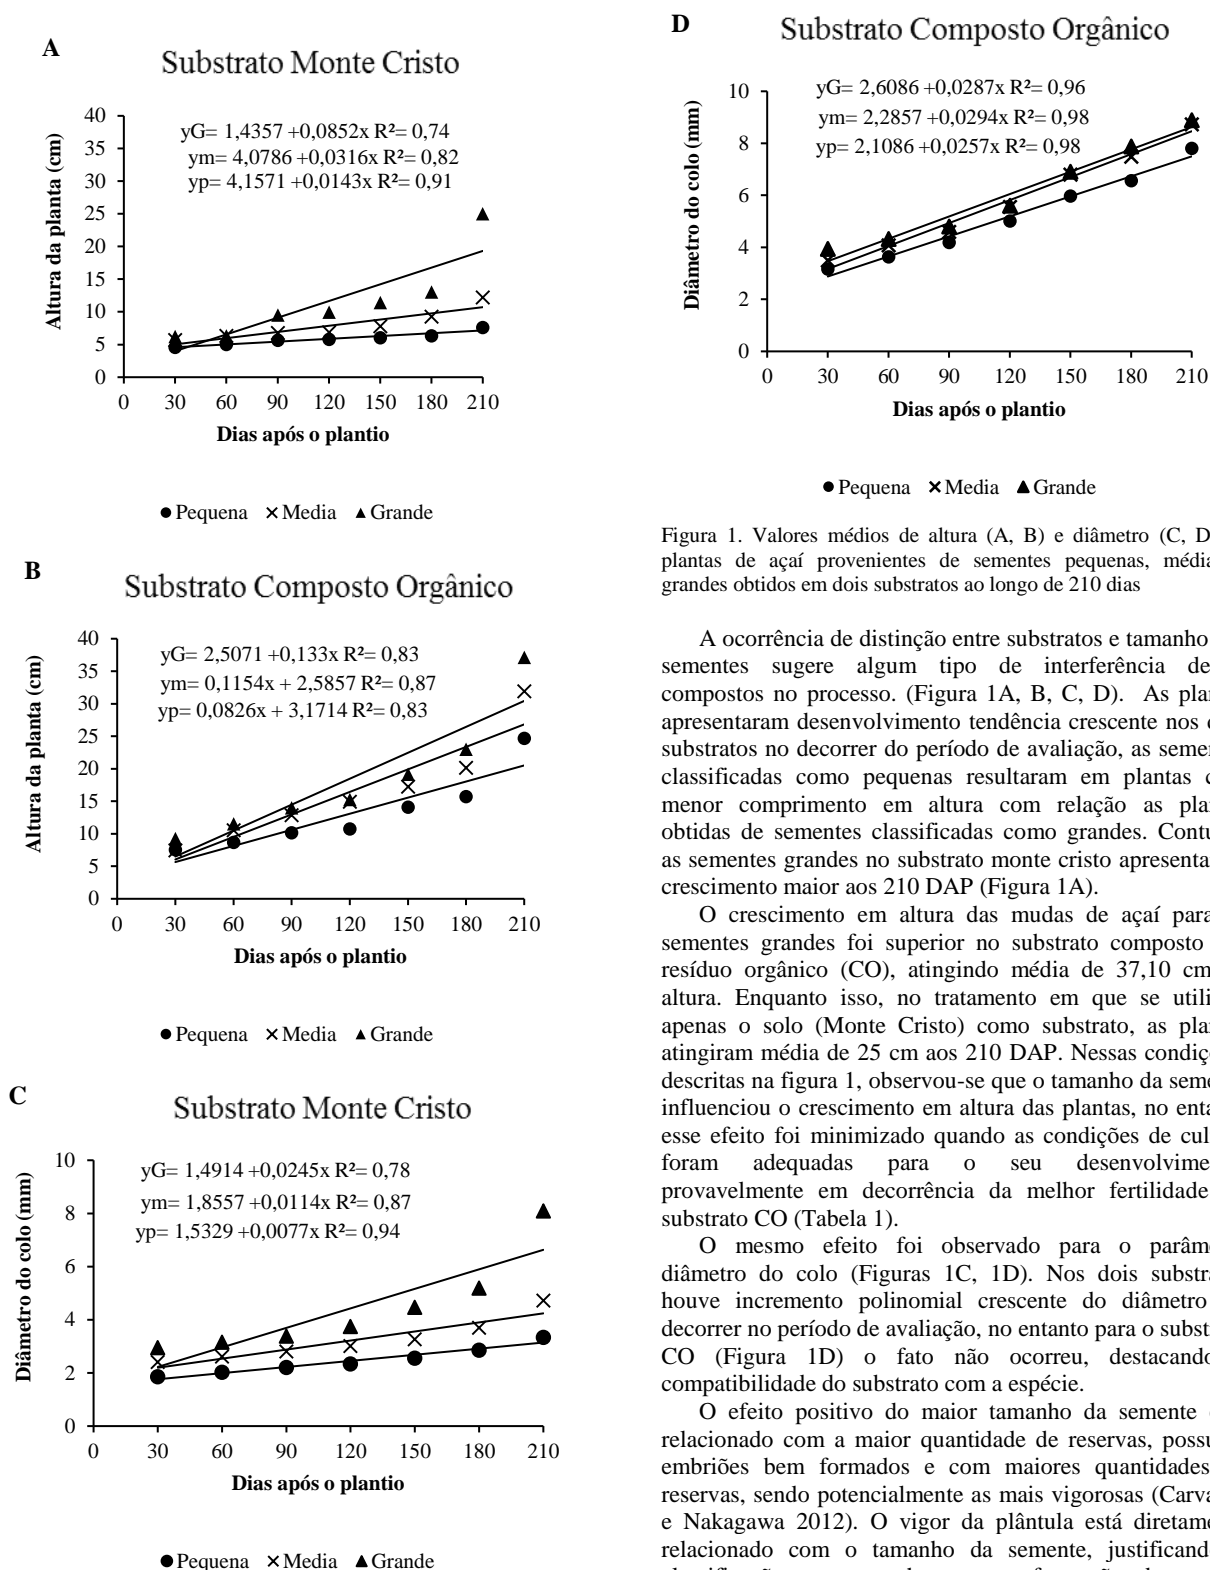 A
Substrato Monte Cristo
yG= 1,4357 +0,0852x R²= 0,74
ym= 4,0786 +0,0316x R²= 0,82
yp= 4,1571 +0,0143x R²= 0,91
Altura da planta (cm)
40
35
30
25
20
15
10
5
0
0 30 60 90 120 150 180 210
Dias após o plantio
Pequena Media Grande
B
Substrato Composto Orgânico
yG= 2,5071 +0,133x R²= 0,83
ym= 0,1154x + 2,5857 R²= 0,87
yp= 0,0826x + 3,1714 R²= 0,83
Altura da planta (cm)
40
35
30
25
20
15
10
5
0
0 30 60 90 120 150 180 210
Dias após o plantio
Pequena Media Grande
C
Substrato Monte Cristo
yG= 1,4914 +0,0245x R²= 0,78
ym= 1,8557 +0,0114x R²= 0,87
yp= 1,5329 +0,0077x R²= 0,94
Diâmetro do colo (mm)
10
8
6
4
2
0
0 30 60 90 120 150 180 210
Dias após o plantio
Pequena Media Grande
D
Substrato Composto Orgânico
yG= 2,6086 +0,0287x R²= 0,96
ym= 2,2857 +0,0294x R²= 0,98
yp= 2,1086 +0,0257x R²= 0,98
Diâmetro do colo (mm)
10
8
6
4
2
0
0 30 60 90 120 150 180 210
Dias após o plantio
Pequena Media Grande
Figura 1. Valores médios de altura (A, B) e diâmetro (C, D
plantas de açaí provenientes de sementes pequenas, média
grandes obtidos em dois substratos ao longo de 210 dias
A ocorrência de distinção entre substratos e tamanho
sementes sugere algum tipo de interferência de
compostos no processo. (Figura 1A, B, C, D). As plan
apresentaram desenvolvimento tendência crescente nos
substratos no decorrer do período de avaliação, as semen
classificadas como pequenas resultaram em plantas c
menor comprimento em altura com relação as plan
obtidas de sementes classificadas como grandes. Contu
as sementes grandes no substrato monte cristo apresenta
crescimento maior aos 210 DAP (Figura 1A).
O crescimento em altura das mudas de açaí para
sementes grandes foi superior no substrato composto
resíduo orgânico (CO), atingindo média de 37,10 cm
altura. Enquanto isso, no tratamento em que se utili
apenas o solo (Monte Cristo) como substrato, as plan
atingiram média de 25 cm aos 210 DAP. Nessas condiçõ
descritas na figura 1, observou-se que o tamanho da seme
influenciou o crescimento em altura das plantas, no enta
esse efeito foi minimizado quando as condições de cul
foram adequadas para o seu desenvolvime
provavelmente em decorrência da melhor fertilidade
substrato CO (Tabela 1).
O mesmo efeito foi observado para o parâme
diâmetro do colo (Figuras 1C, 1D). Nos dois substra
houve incremento polinomial crescente do diâmetro
decorrer no período de avaliação, no entanto para o substr
CO (Figura 1D) o fato não ocorreu, destacando
compatibilidade do substrato com a espécie.
O efeito positivo do maior tamanho da semente
relacionado com a maior quantidade de reservas, possu
embriões bem formados e com maiores quantidades
reservas, sendo potencialmente as mais vigorosas (Carva
e Nakagawa 2012). O vigor da plântula está diretame
relacionado com o tamanho da semente, justificando